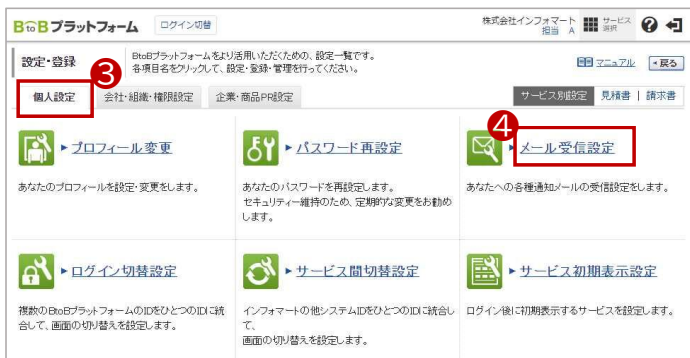 BtoBプラットフォーム ログイン切替 株式会社インフォマート 担当 A サービス選択
設定・登録 BtoBプラットフォームをより活用いただくための、設定一覧です。
各項目名をクリックして、設定・登録・管理を行ってください。
マニュアル 戻る
3
個人設定 会社・組織・権限設定 企業・商品PR設定 サービス別設定 見積書 | 請求書
4
プロフィール変更 パスワード再設定 メール受信設定
あなたのプロフィールを設定・変更をします。
あなたのパスワードを再設定します。
セキュリティー維持のため、定期的な変更をお勧め
します。
あなたへの各種通知メールの受信設定をします。
ログイン切替設定 サービス間切替設定 サービス初期表示設定
複数のBtoBプラットフォームのIDをひとつのIDに統
合して、画面の切り替えを設定します。
インフォマートの他システムIDをひとつのIDに統合し
て、
画面の切り替えを設定します。
ログイン後に初期表示するサービスを設定します。